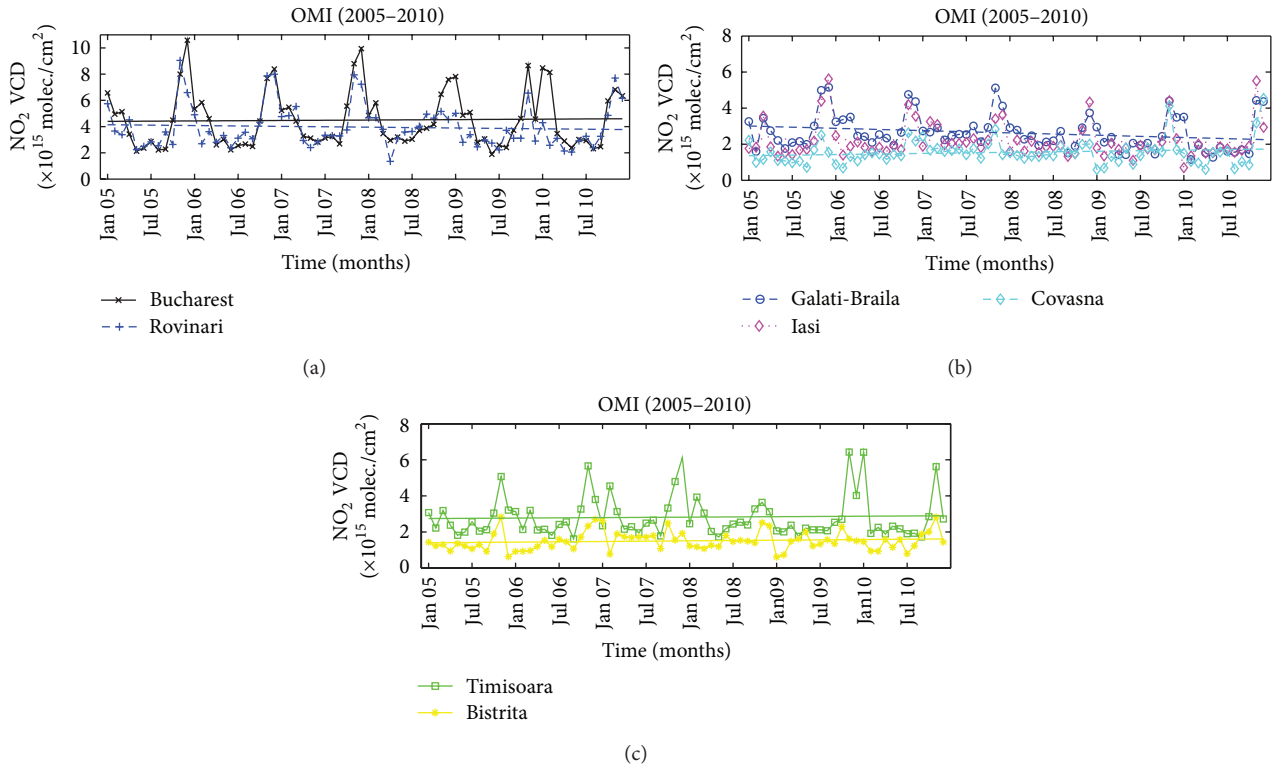 OMI (2005–2010)
NO2 VCD
(×10^15 molec./cm^2)
10
8
6
4
2
0
Jan 05
Jul 05
Jan 06
Jul 06
Jan 07
Jul 07
Jan 08
Jul 08
Jan 09
Jul 09
Jan 10
Jul 10
Time (months)
Bucharest
Rovinari
(a)
OMI (2005–2010)
NO2 VCD
(×10^15 molec./cm^2)
8
6
4
2
0
Jan 05
Jul 05
Jan 06
Jul 06
Jan 07
Jul 07
Jan 08
Jul 08
Jan 09
Jul 09
Jan 10
Jul 10
Time (months)
Galati-Braila
Iasi
Covasna
(b)
OMI (2005–2010)
NO2 VCD
(×10^15 molec./cm^2)
8
6
4
2
0
Jan 05
Jul 05
Jan 06
Jul 06
Jan 07
Jul 07
Jan 08
Jul 08
Jan09
Jul 09
Jan 10
Jul 10
Time (months)
Timisoara
Bistrita
(c)